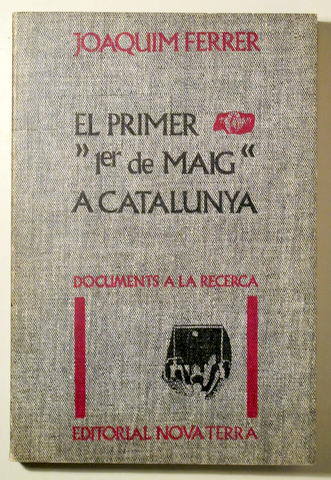 JOAQUIM FERRER
EL PRIMER
„ 1er de MAIG “
A CATALUNYA
DOCUMENTS A LA RECERCA
EDITORIAL NOVA TERRA